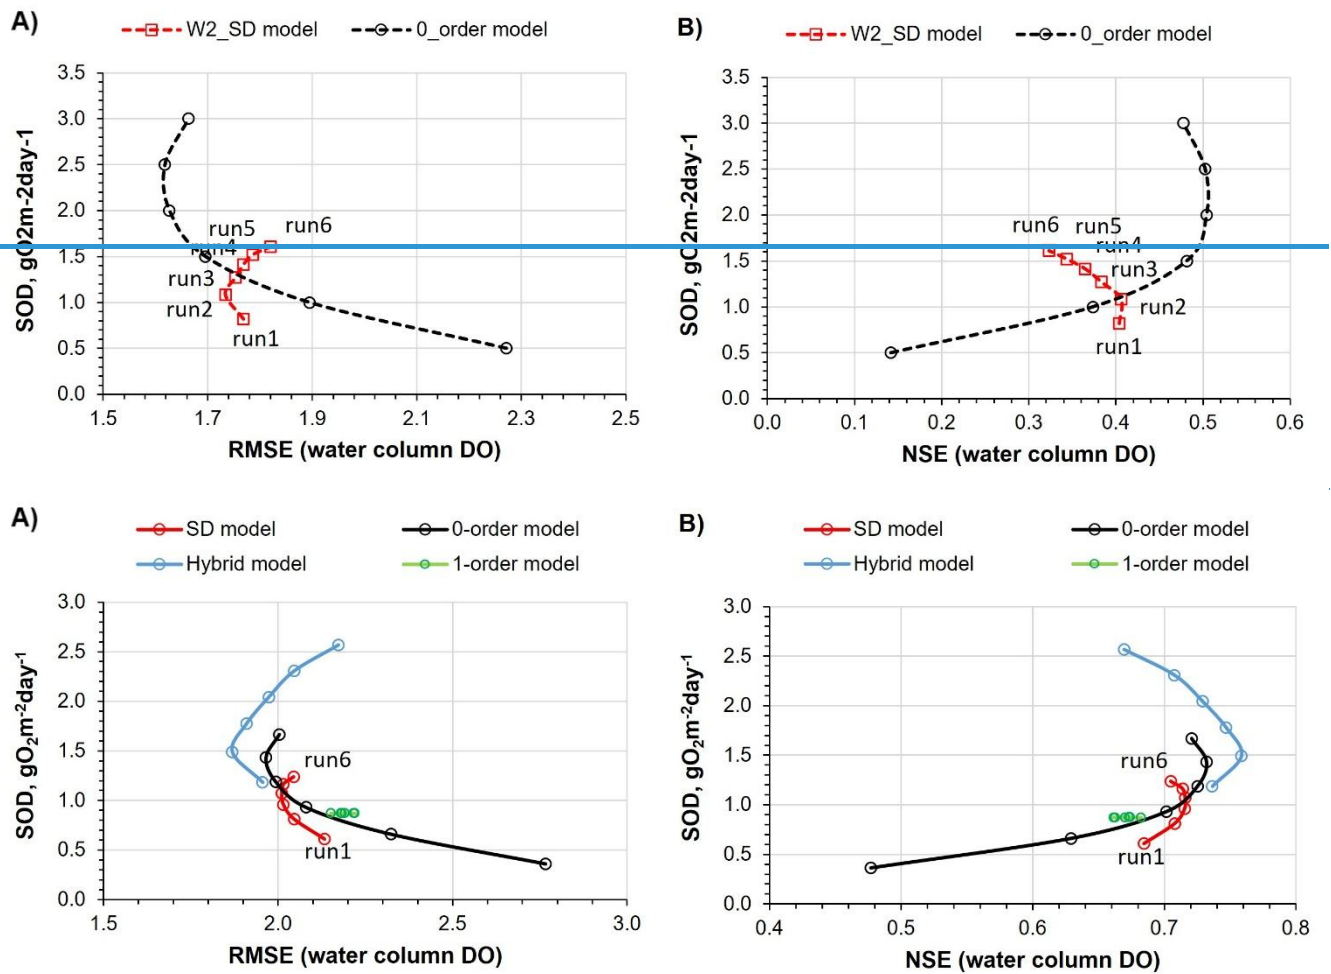 A)
W2_SD model
0_order model
SOD, gO2m-2day-1
3.5
3.0
2.5
2.0
1.5
1.0
0.5
0.0
run6
run5
run4
run3
run2
run1
1.5
1.7
1.9
2.1
2.3
2.5
RMSE (water column DO)
B)
W2_SD model
0_order model
SOD, gO2m-2day-1
3.5
3.0
2.5
2.0
1.5
1.0
0.5
0.0
run6
run5
run4
run3
run2
run1
0.0
0.1
0.2
0.3
0.4
0.5
0.6
NSE (water column DO)
A)
SD model
0-order model
Hybrid model
1-order model
SOD, gO₂m⁻²day⁻¹
3.0
2.5
2.0
1.5
1.0
0.5
0.0
run6
run1
1.5
2.0
2.5
3.0
RMSE (water column DO)
B)
SD model
0-order model
Hybrid model
1-order model
SOD, gO₂m⁻²day⁻¹
3.0
2.5
2.0
1.5
1.0
0.5
0.0
run6
run1
0.4
0.5
0.6
0.7
0.8
NSE (water column DO)